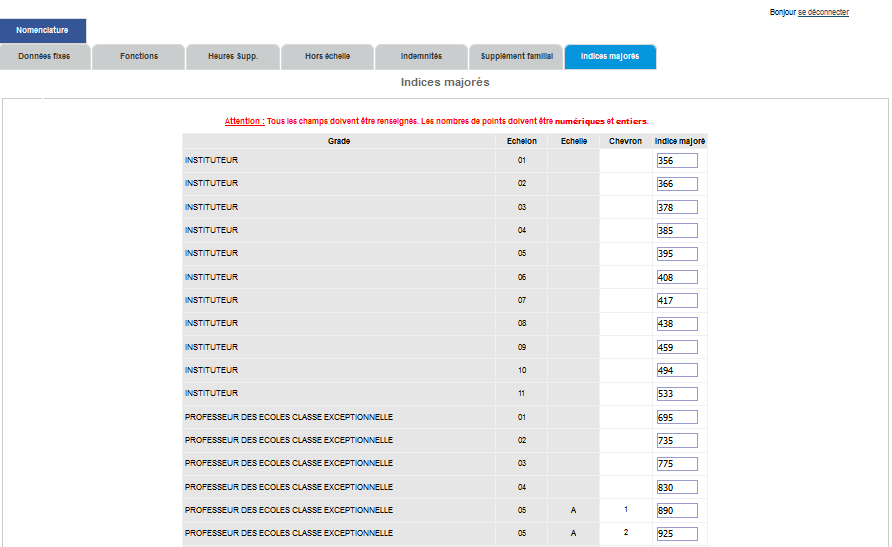 Bonjour se déconnecter
Nomenclature
Données fixes Fonctions Heures Supp. Hors échelle Indemnités Supplément familial Indices majorés
Indices majorés
Attention : Tous les champs doivent être renseignés. Les nombres de points doivent être numériques et entiers.
Grade Echelon Echelle Chevron Indice majoré
INSTITUTEUR 01 356
INSTITUTEUR 02 366
INSTITUTEUR 03 378
INSTITUTEUR 04 385
INSTITUTEUR 05 395
INSTITUTEUR 06 408
INSTITUTEUR 07 417
INSTITUTEUR 08 438
INSTITUTEUR 09 459
INSTITUTEUR 10 494
INSTITUTEUR 11 533
PROFESSEUR DES ECOLES CLASSE EXCEPTIONNELLE 01 695
PROFESSEUR DES ECOLES CLASSE EXCEPTIONNELLE 02 735
PROFESSEUR DES ECOLES CLASSE EXCEPTIONNELLE 03 775
PROFESSEUR DES ECOLES CLASSE EXCEPTIONNELLE 04 830
PROFESSEUR DES ECOLES CLASSE EXCEPTIONNELLE 05 A 1 890
PROFESSEUR DES ECOLES CLASSE EXCEPTIONNELLE 05 A 2 925